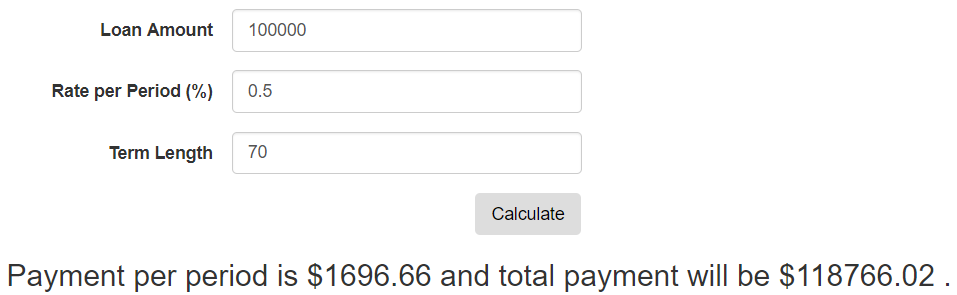 Loan Amount 100000
Rate per Period (%) 0.5
Term Length 70
Calculate
Payment per period is $1696.66 and total payment will be $118766.02 .